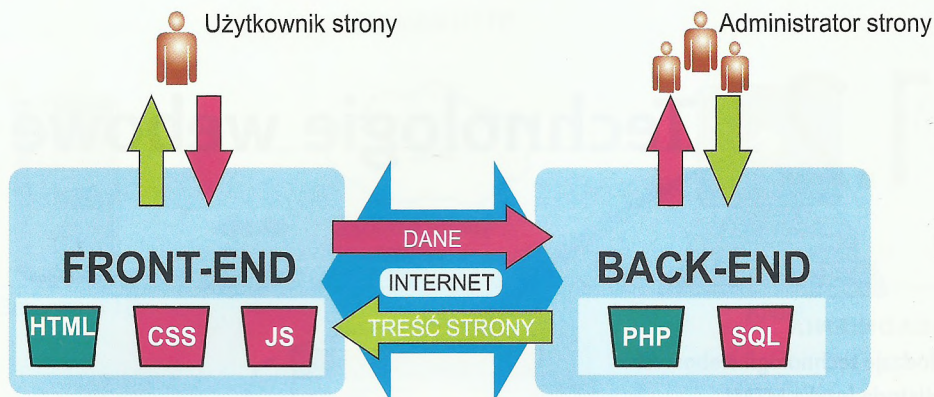 Użytkownik strony
Administrator strony
FRONT-END
DANE
INTERNET
TREŚĆ STRONY
BACK-END
HTML
CSS
JS
PHP
SQL